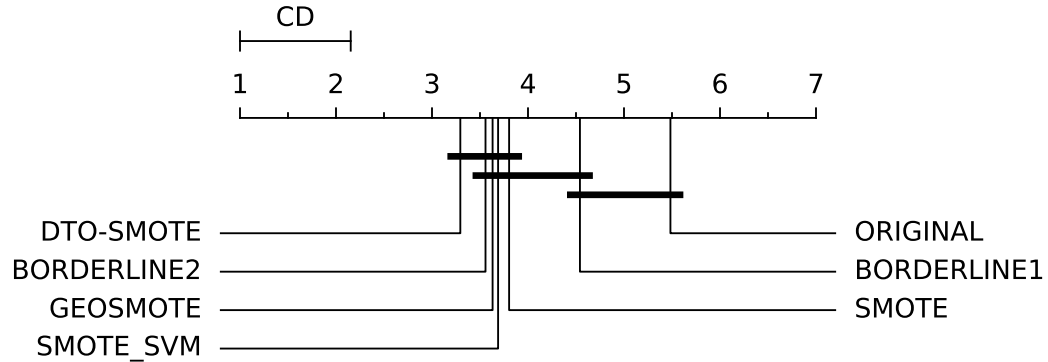 CD
1 2 3 4 5 6 7
DTO-SMOTE ORIGINAL
BORDERLINE2 BORDERLINE1
GEOSMOTE SMOTE
SMOTE_SVM